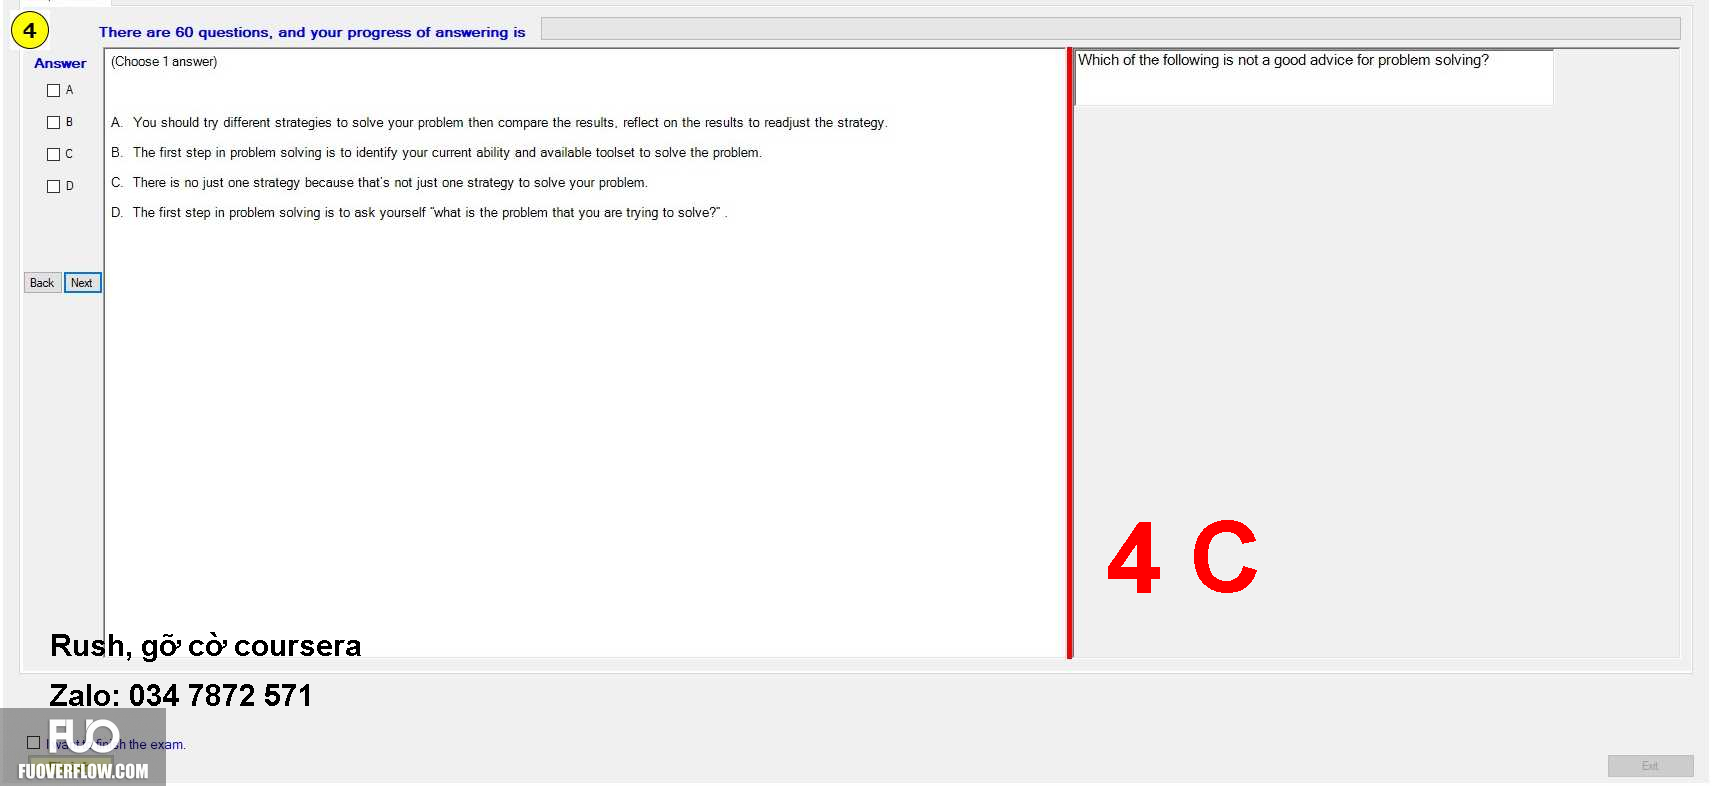 4
There are 60 questions, and your progress of answering is
Answer
(Choose 1 answer)
Which of the following is not a good advice for problem solving?
A
B
C
D
A. You should try different strategies to solve your problem then compare the results, reflect on the results to readjust the strategy.
B. The first step in problem solving is to identify your current ability and available toolset to solve the problem.
C. There is no just one strategy because that's not just one strategy to solve your problem.
D. The first step in problem solving is to ask yourself "what is the problem that you are trying to solve?" .
Back Next
4 C
Rush, gỡ cờ coursera
Zalo: 034 7872 571
FUO
I want to finish the exam.
FUOVERFLOW.COM
Exit